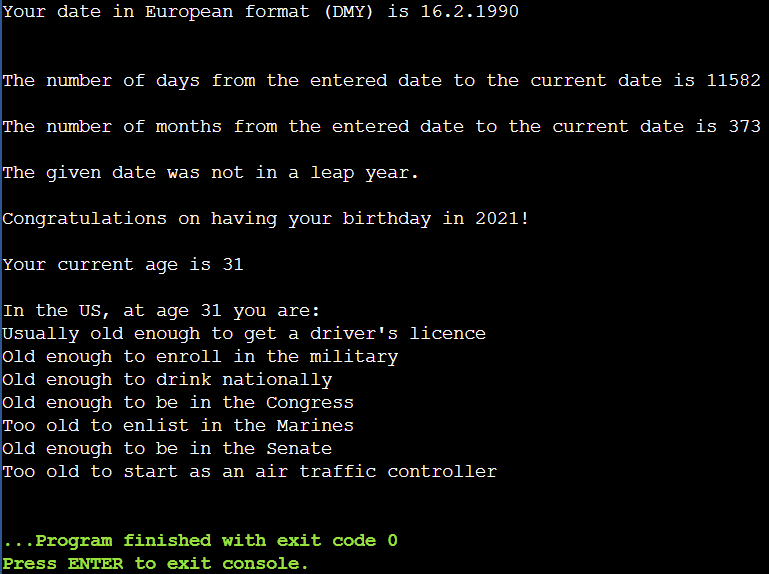 Your date in European format (DMY) is 16.2.1990
The number of days from the entered date to the current date is 11582
The number of months from the entered date to the current date is 373
The given date was not in a leap year.
Congratulations on having your birthday in 2021!
Your current age is 31
In the US, at age 31 you are:
Usually old enough to get a driver's licence
Old enough to enroll in the military
Old enough to drink nationally
Old enough to be in the Congress
Too old to enlist in the Marines
Old enough to be in the Senate
Too old to start as an air traffic controller
...Program finished with exit code 0
Press ENTER to exit console.